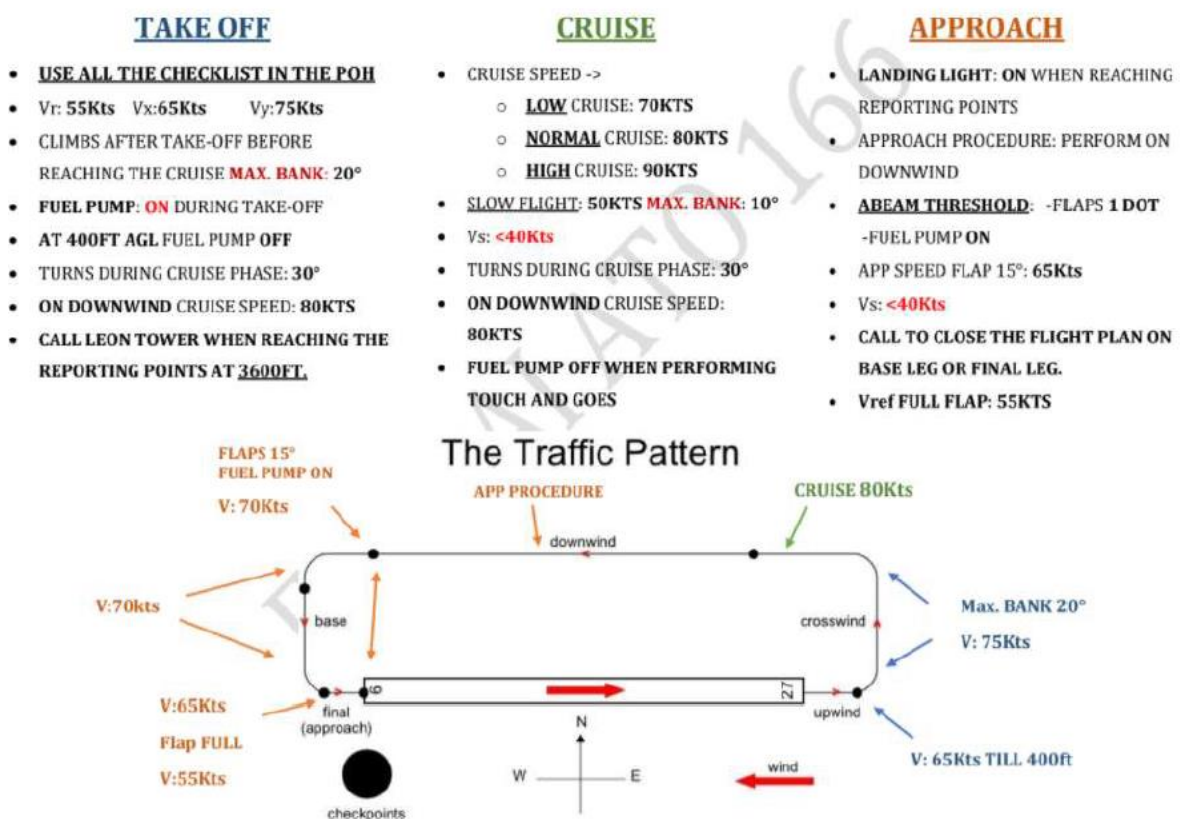 TAKE OFF
• USE ALL THE CHECKLIST IN THE POH
• Vr: 55Kts Vx:65Kts Vy:75Kts
• CLIMBS AFTER TAKE-OFF BEFORE
REACHING THE CRUISE MAX. BANK: 20°
• FUEL PUMP: ON DURING TAKE-OFF
• AT 400FT AGL FUEL PUMP OFF
• TURNS DURING CRUISE PHASE: 30°
• ON DOWNWIND CRUISE SPEED: 80KTS
• CALL LEON TOWER WHEN REACHING THE
REPORTING POINTS AT 3600FT.
CRUISE
• CRUISE SPEED ->
o LOW CRUISE: 70KTS
o NORMAL CRUISE: 80KTS
o HIGH CRUISE: 90KTS
• SLOW FLIGHT: 50KTS MAX. BANK: 10°
• Vs: <40Kts
• TURNS DURING CRUISE PHASE: 30°
• ON DOWNWIND CRUISE SPEED:
80KTS
• FUEL PUMP OFF WHEN PERFORMING
TOUCH AND GOES
APPROACH
• LANDING LIGHT: ON WHEN REACHING
REPORTING POINTS
• APPROACH PROCEDURE: PERFORM ON
DOWNWIND
• ABEAM THRESHOLD: -FLAPS 1 DOT
-FUEL PUMP ON
• APP SPEED FLAP 15°: 65Kts
• Vs: <40Kts
• CALL TO CLOSE THE FLIGHT PLAN ON
BASE LEG OR FINAL LEG.
• Vref FULL FLAP: 55KTS
ATO 166
The Traffic Pattern
FLAPS 15°
FUEL PUMP ON
V: 70Kts
APP PROCEDURE
CRUISE 80Kts
downwind
V:70kts
base
crosswind
Max. BANK 20°
V: 75Kts
9
27
V:65Kts
Flap FULL
V:55Kts
final
(approach)
upwind
V: 65Kts TILL 400ft
N
W E
wind
checkpoints